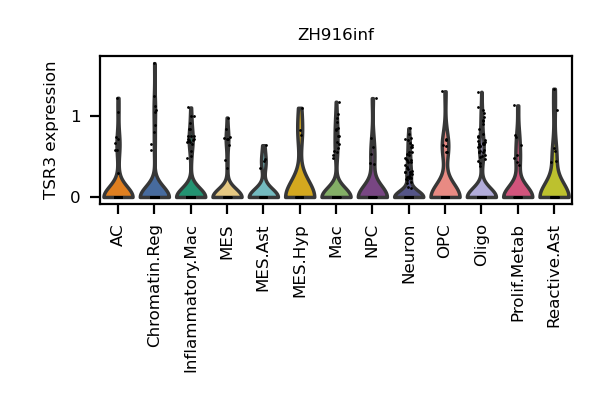 ZH916inf
TSR3 expression
1
0
AC
Chromatin.Reg
Inflammatory.Mac
MES
MES.Ast
MES.Hyp
Mac
NPC
Neuron
OPC
Oligo
Prolif.Metab
Reactive.Ast